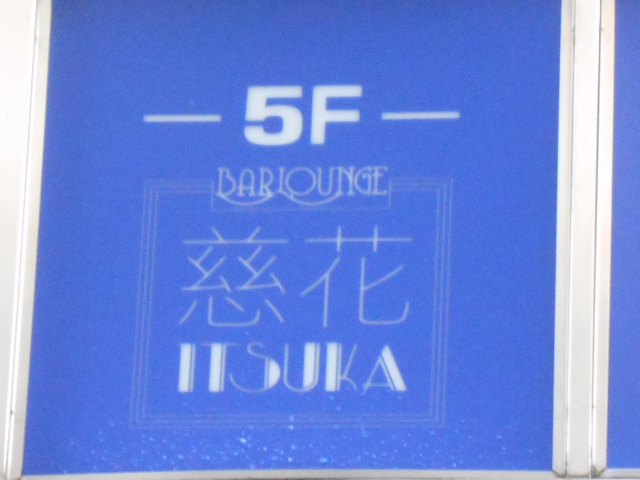 5F
BAR LOUNGE
慈花
ITSUKA